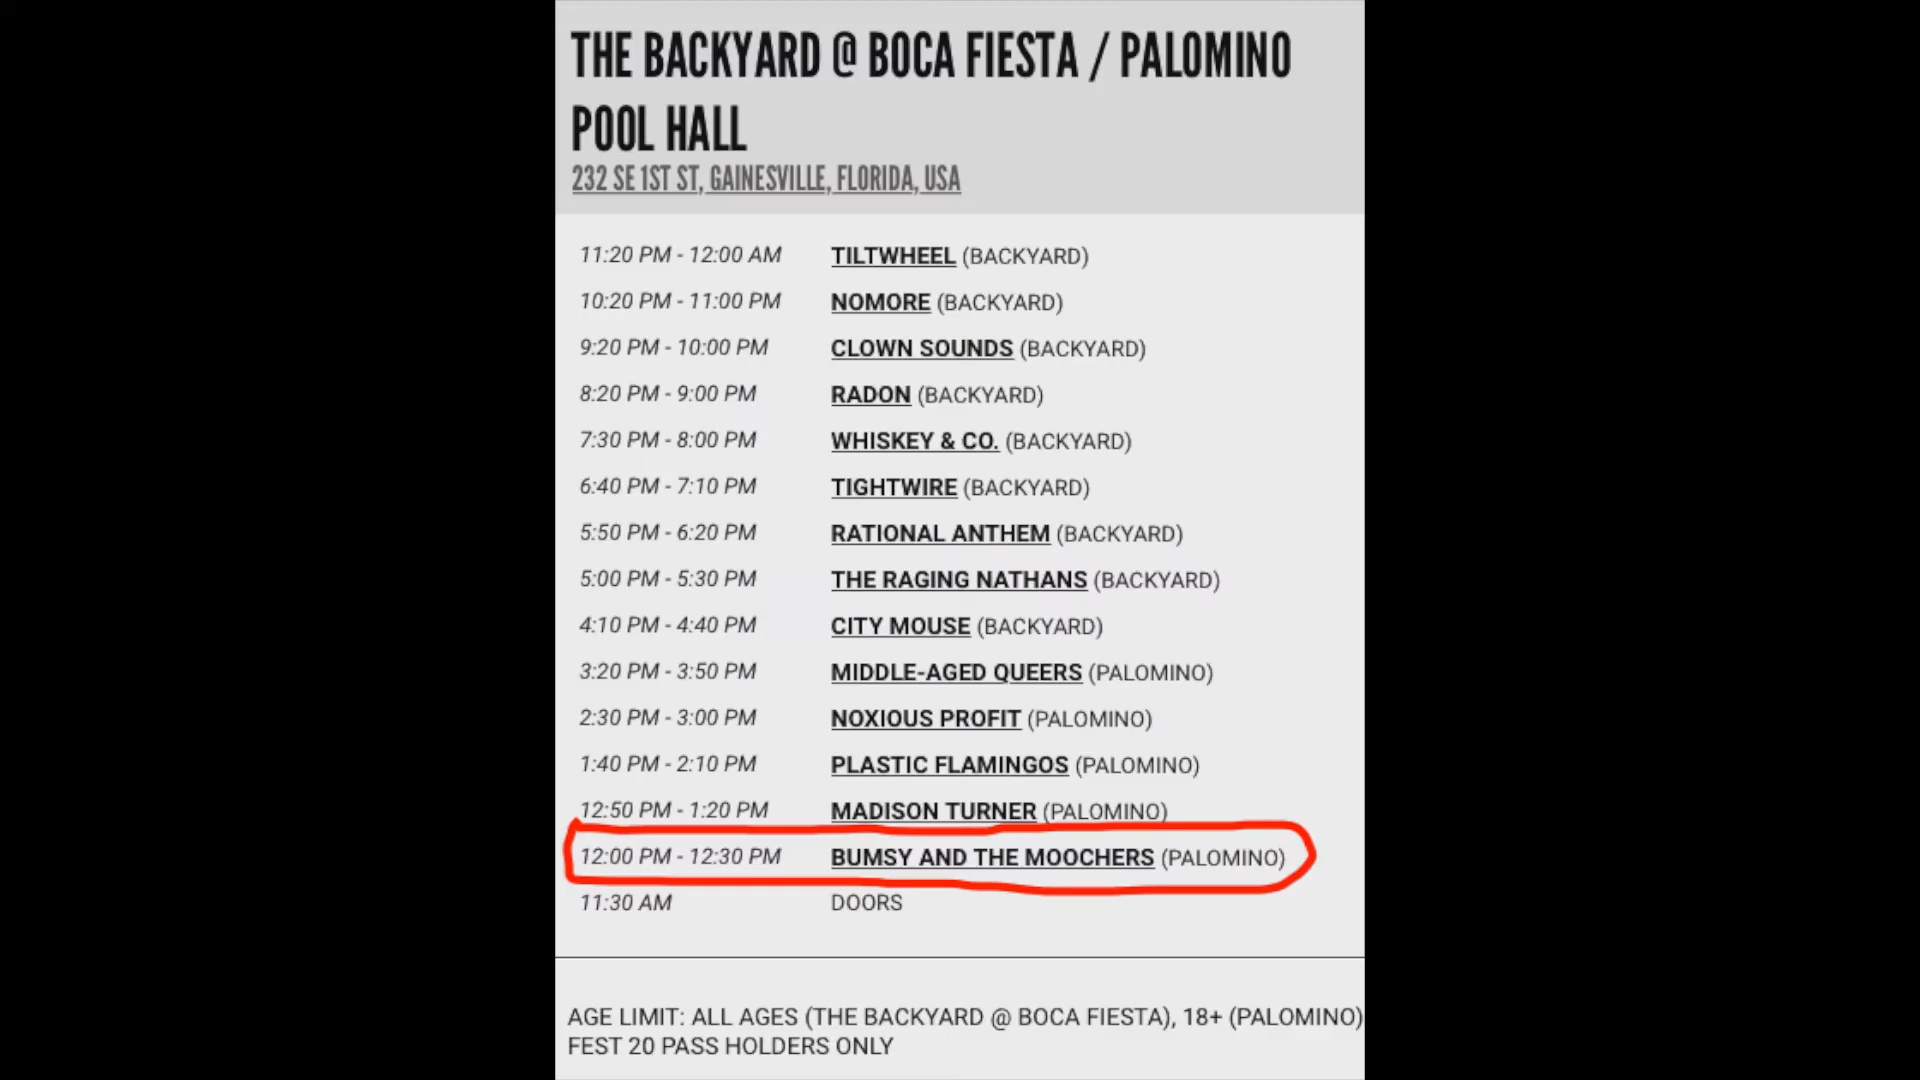 THE BACKYARD @ BOCA FIESTA / PALOMINO
POOL HALL
232 SE 1ST ST, GAINESVILLE, FLORIDA, USA
11:20 PM - 12:00 AM TILTWHEEL (BACKYARD)
10:20 PM - 11:00 PM NOMORE (BACKYARD)
9:20 PM - 10:00 PM CLOWN SOUNDS (BACKYARD)
8:20 PM - 9:00 PM RADON (BACKYARD)
7:30 PM - 8:00 PM WHISKEY & CO. (BACKYARD)
6:40 PM - 7:10 PM TIGHTWIRE (BACKYARD)
5:50 PM - 6:20 PM RATIONAL ANTHEM (BACKYARD)
5:00 PM - 5:30 PM THE RAGING NATHANS (BACKYARD)
4:10 PM - 4:40 PM CITY MOUSE (BACKYARD)
3:20 PM - 3:50 PM MIDDLE-AGED QUEERS (PALOMINO)
2:30 PM - 3:00 PM NOXIOUS PROFIT (PALOMINO)
1:40 PM - 2:10 PM PLASTIC FLAMINGOS (PALOMINO)
12:50 PM - 1:20 PM MADISON TURNER (PALOMINO)
12:00 PM - 12:30 PM BUMSY AND THE MOOCHERS (PALOMINO)
11:30 AM DOORS
AGE LIMIT: ALL AGES (THE BACKYARD @ BOCA FIESTA), 18+ (PALOMINO)
FEST 20 PASS HOLDERS ONLY